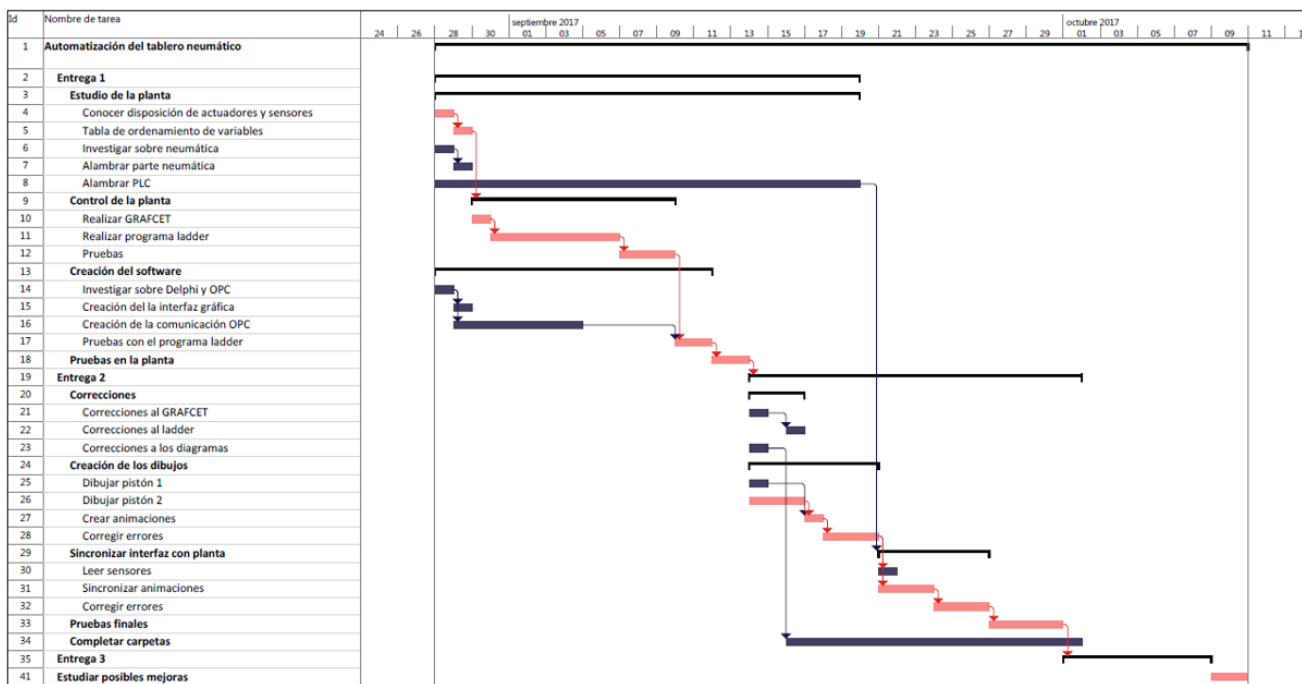 Id Nombre de tarea septiembre 2017 octubre 2017
24 26 28 30 01 03 05 07 09 11 13 15 17 19 21 23 25 27 29 01 03 05 07 09 11
1 Automatización del tablero neumático
2 Entrega 1
3 Estudio de la planta
4 Conocer disposición de actuadores y sensores
5 Tabla de ordenamiento de variables
6 Investigar sobre neumática
7 Alambrar parte neumática
8 Alambrar PLC
9 Control de la planta
10 Realizar GRAFCET
11 Realizar programa ladder
12 Pruebas
13 Creación del software
14 Investigar sobre Delphi y OPC
15 Creación del la interfaz gráfica
16 Creación de la comunicación OPC
17 Pruebas con el programa ladder
18 Pruebas en la planta
19 Entrega 2
20 Correcciones
21 Correcciones al GRAFCET
22 Correcciones al ladder
23 Correcciones a los diagramas
24 Creación de los dibujos
25 Dibujar pistón 1
26 Dibujar pistón 2
27 Crear animaciones
28 Corregir errores
29 Sincronizar interfaz con planta
30 Leer sensores
31 Sincronizar animaciones
32 Corregir errores
33 Pruebas finales
34 Completar carpetas
35 Entrega 3
41 Estudiar posibles mejoras